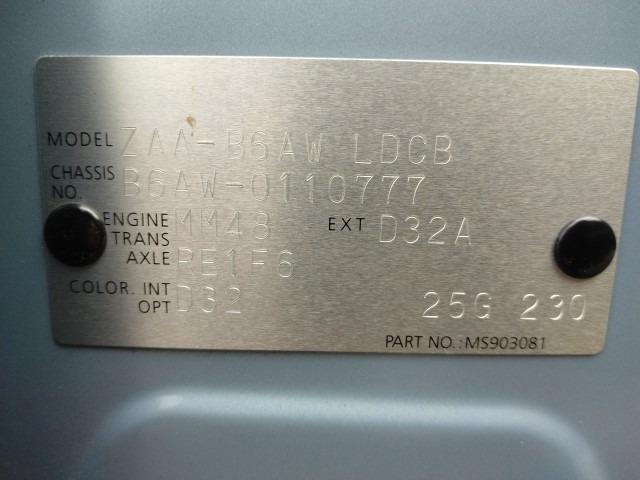 MODEL ZAA-B6AW LDCB
CHASSIS NO. B6AW-0110777
ENGINE MM48 EXT D32A
TRANS AXLE RE1F6
COLOR. INT D32
OPT 25G 230
PART NO.:MS903081